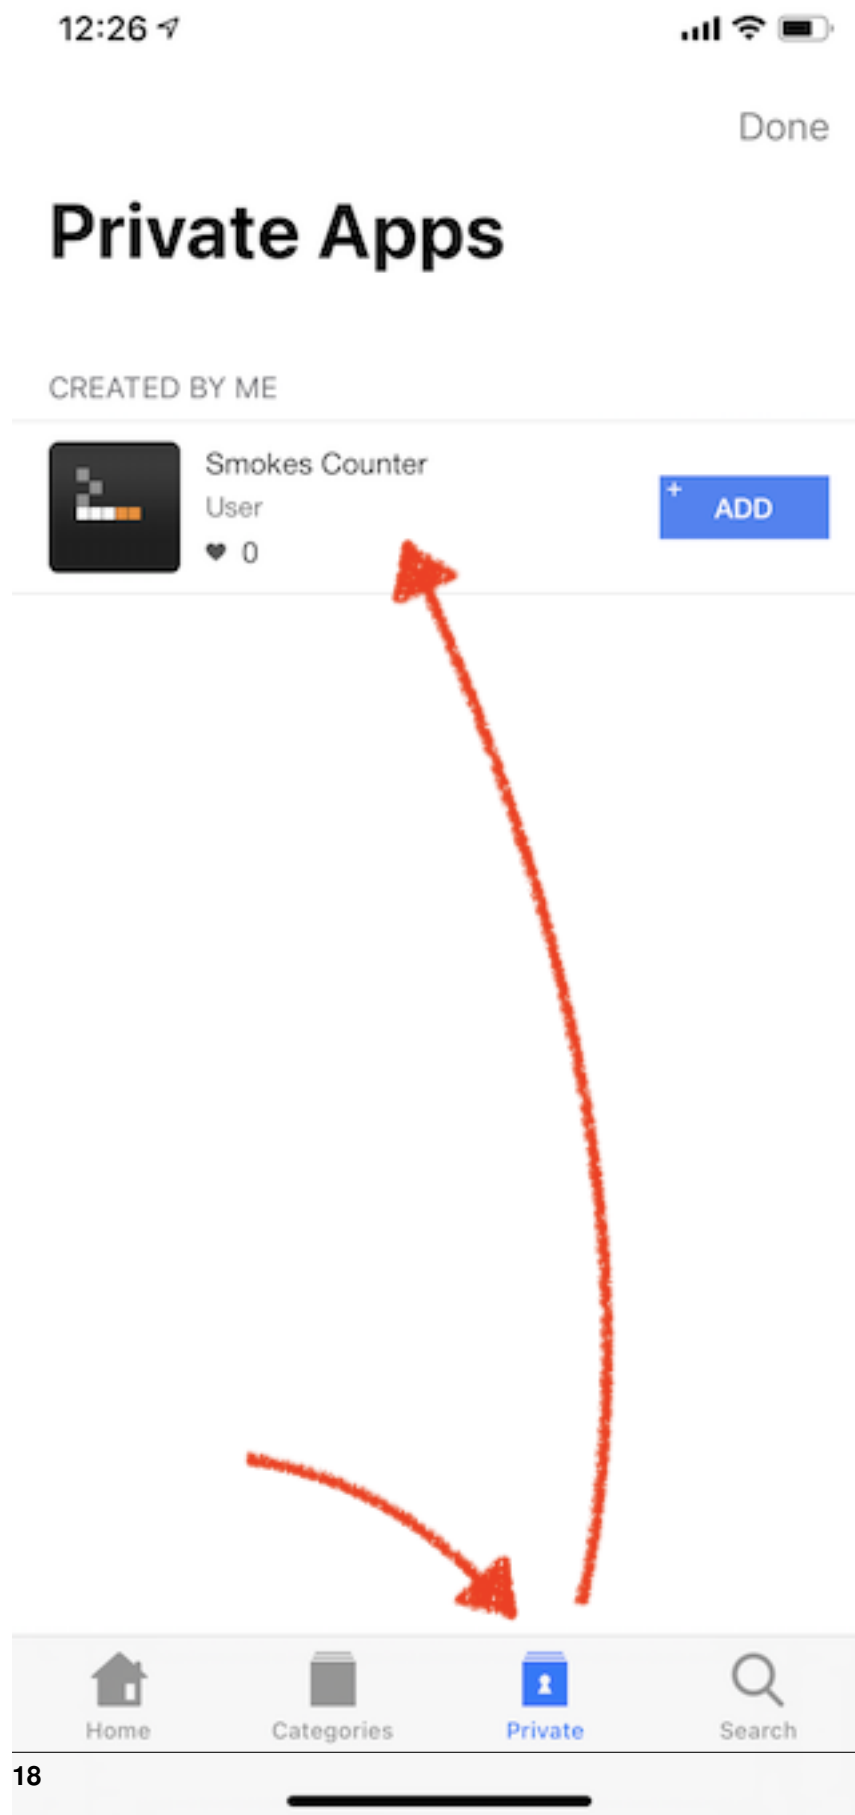 12:26
Done
Private Apps
CREATED BY ME
Smokes Counter
User
0
+ ADD
Home
Categories
Private
Search
18